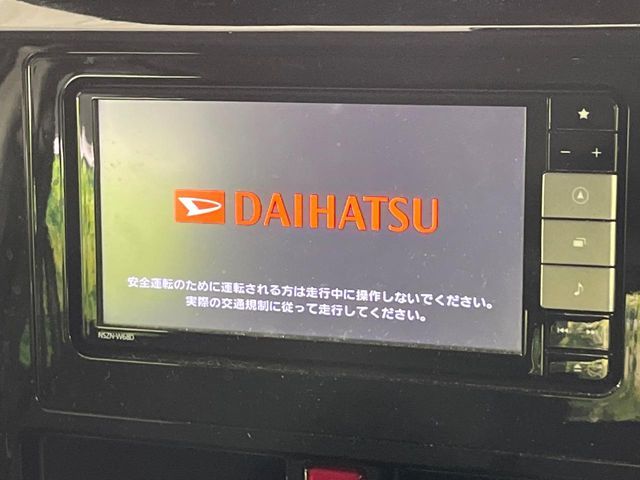 DAIHATSU
安全運転のために運転される方は走行中に操作しないでください。
実際の交通規制に従って走行してください。
NSZN-W68D